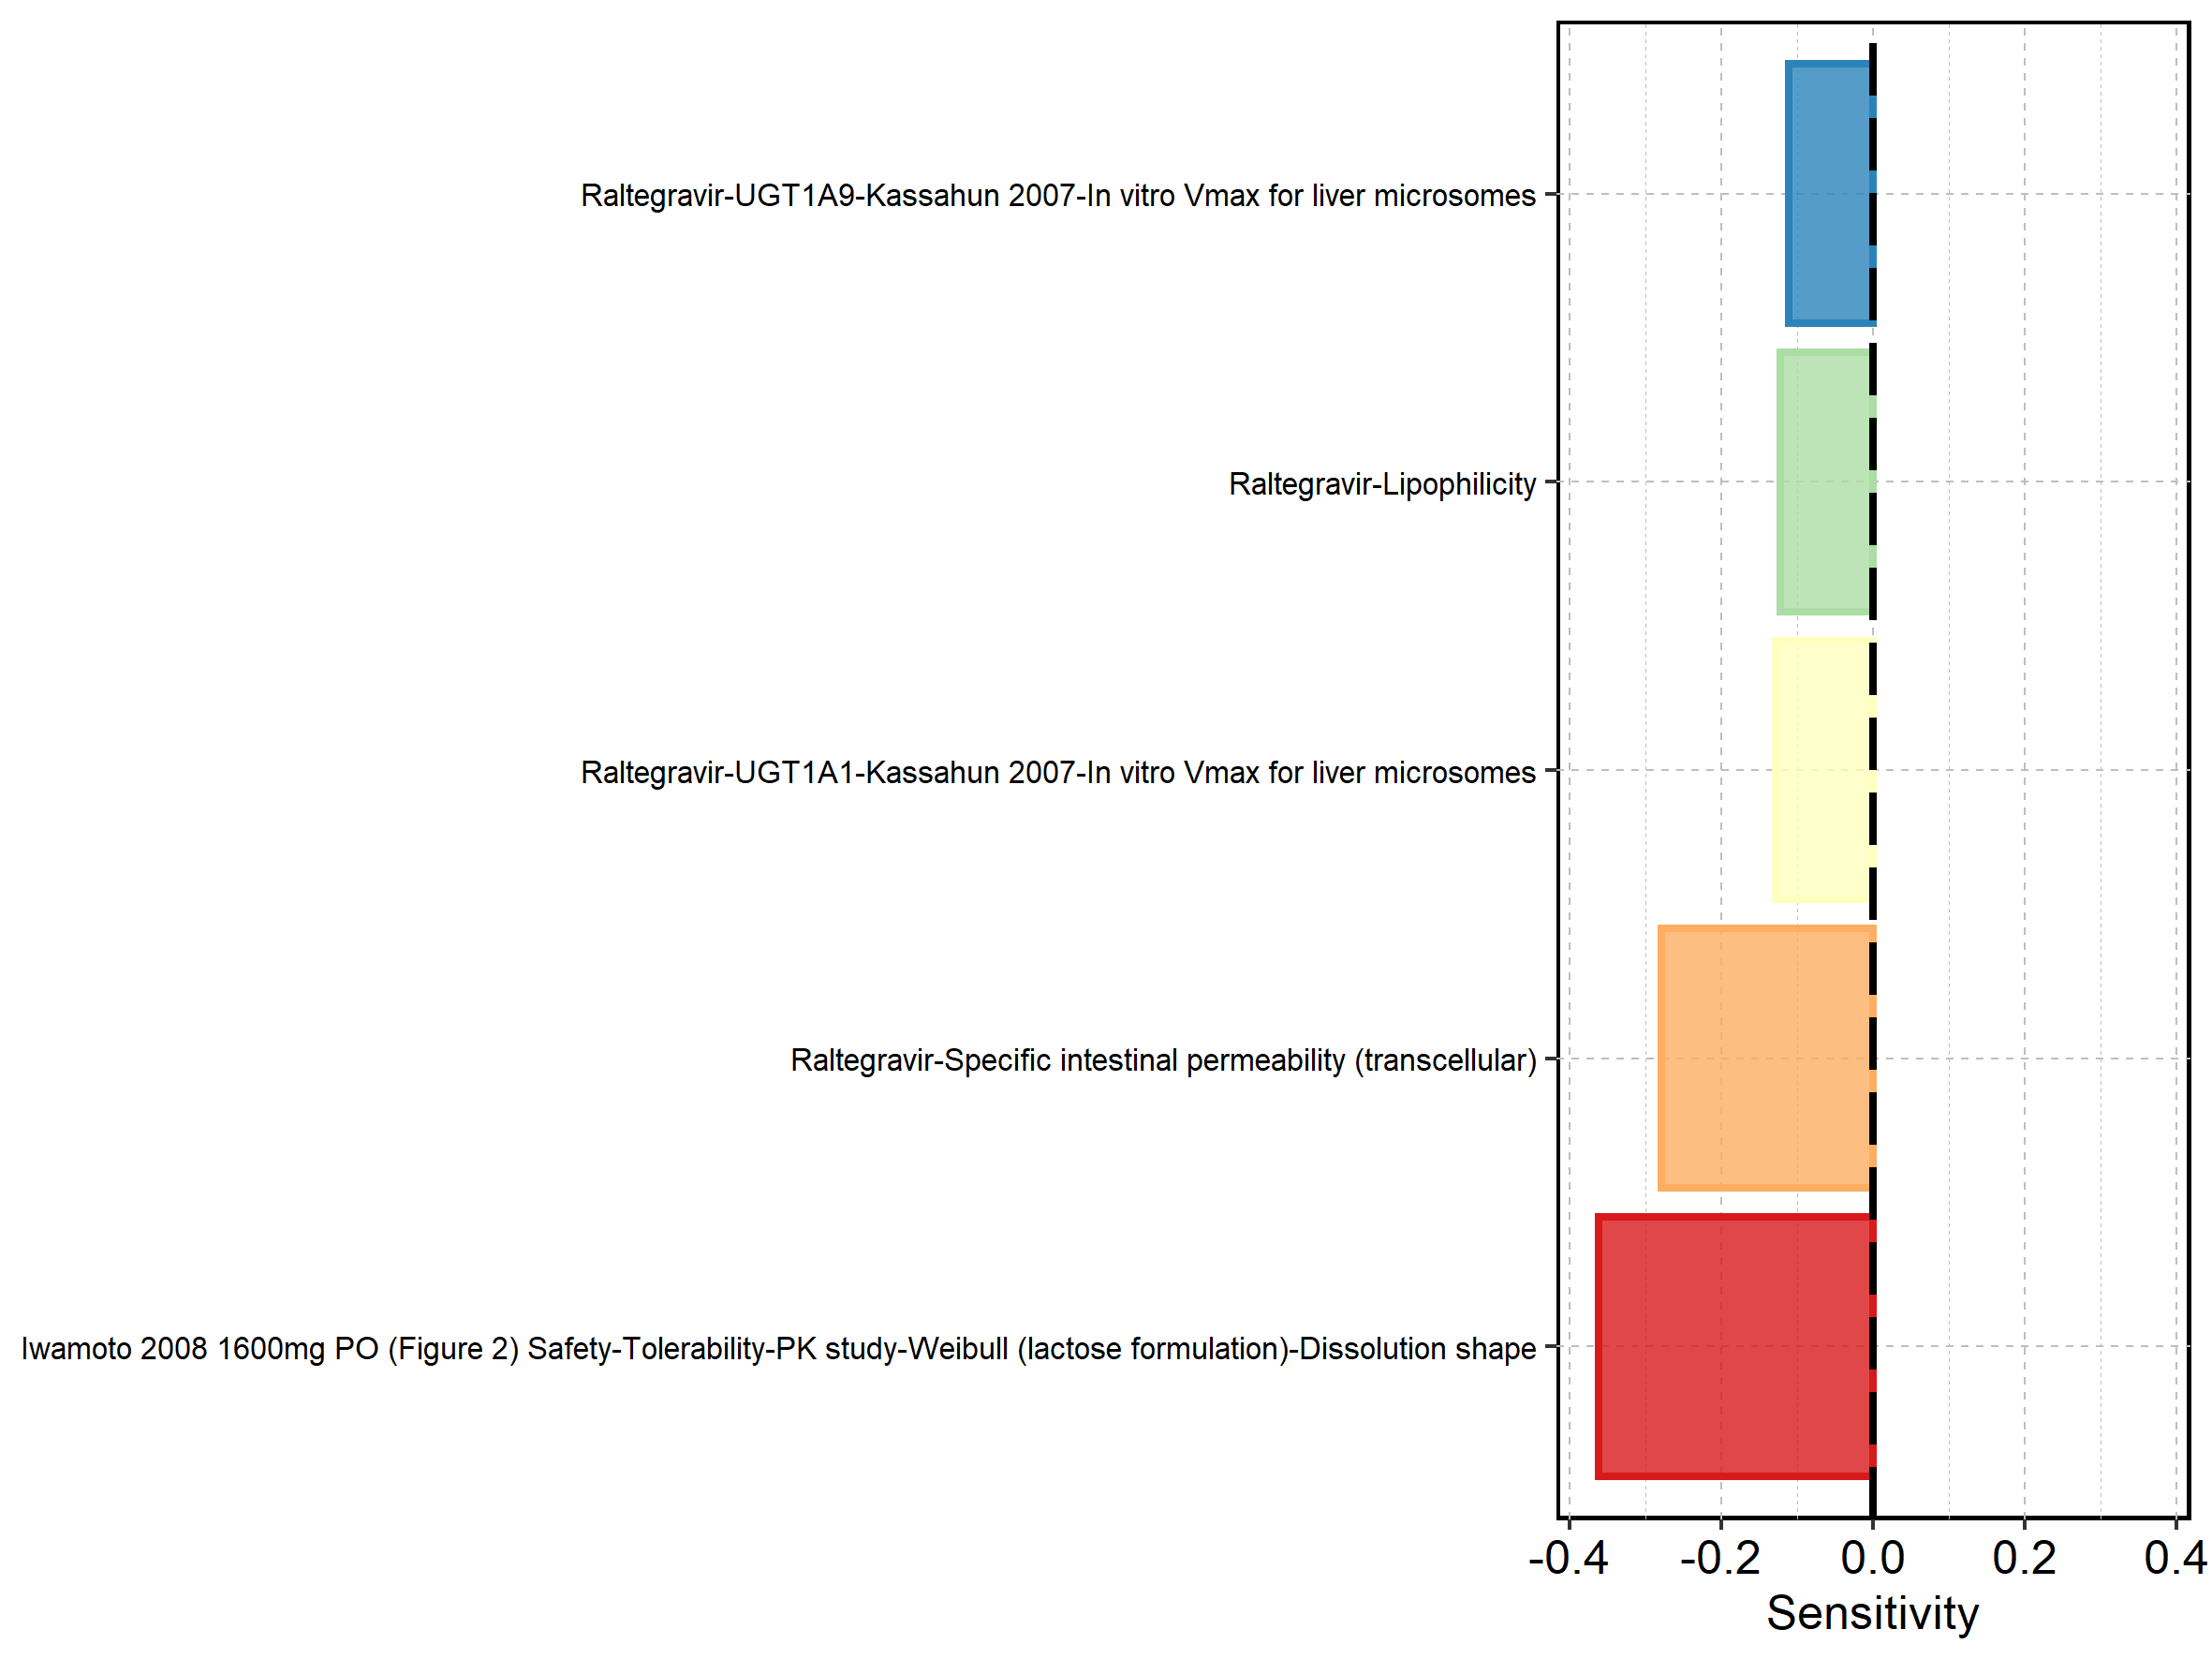 Raltegravir-UGT1A9-Kassahun 2007-In vitro Vmax for liver microsomes
Raltegravir-Lipophilicity
Raltegravir-UGT1A1-Kassahun 2007-In vitro Vmax for liver microsomes
Raltegravir-Specific intestinal permeability (transcellular)
Iwamoto 2008 1600mg PO (Figure 2) Safety-Tolerability-PK study-Weibull (lactose formulation)-Dissolution shape
-0.4 -0.2 0.0 0.2 0.4
Sensitivity